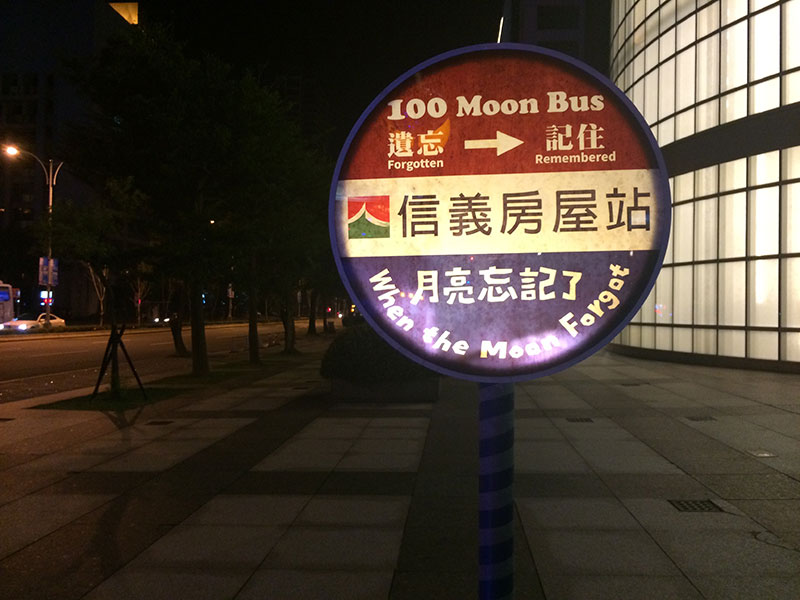 100 Moon Bus
遺忘 → 記住
Forgotten Remembered
信義房屋站
月亮忘記了
When the Moon Forgot